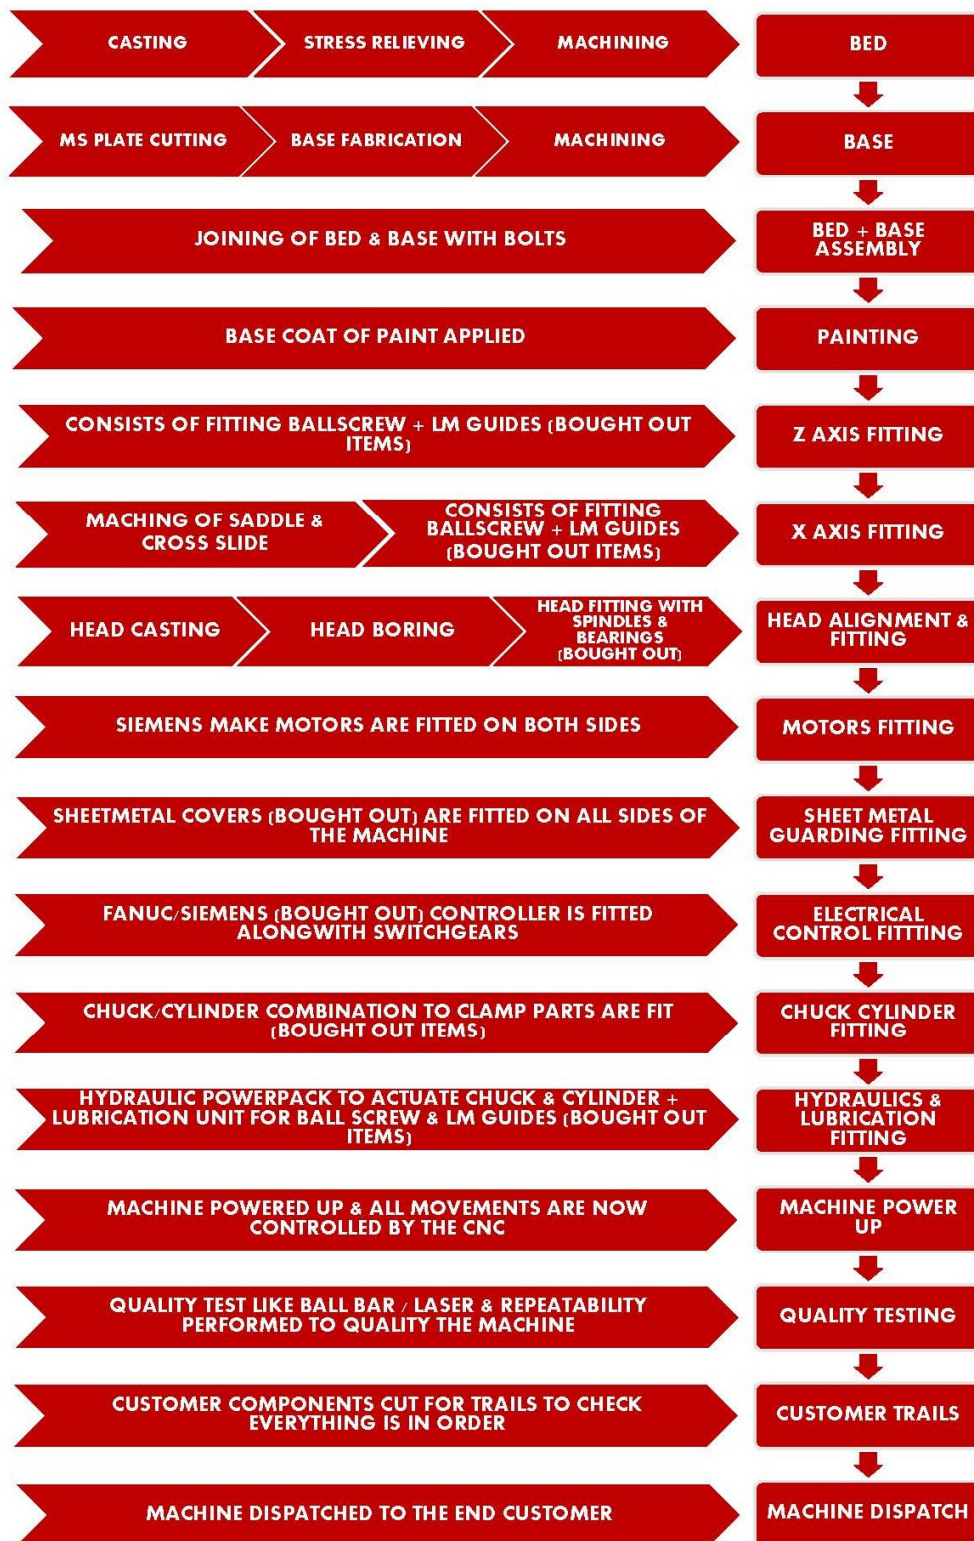 CASTING
STRESS RELIEVING
MACHINING
BED
MS PLATE CUTTING
BASE FABRICATION
MACHINING
BASE
JOINING OF BED & BASE WITH BOLTS
BED + BASE
ASSEMBLY
BASE COAT OF PAINT APPLIED
PAINTING
CONSISTS OF FITTING BALLSCREW + LM GUIDES (BOUGHT OUT
ITEMS)
Z AXIS FITTING
MACHING OF SADDLE &
CROSS SLIDE
CONSISTS OF FITTING
BALLSCREW + LM GUIDES
(BOUGHT OUT ITEMS)
X AXIS FITTING
HEAD CASTING
HEAD BORING
HEAD FITTING WITH
SPINDLES &
BEARINGS
(BOUGHT OUT)
HEAD ALIGNMENT &
FITTING
SIEMENS MAKE MOTORS ARE FITTED ON BOTH SIDES
MOTORS FITTING
SHEETMETAL COVERS (BOUGHT OUT) ARE FITTED ON ALL SIDES OF
THE MACHINE
SHEET METAL
GUARDING FITTING
FANUC/SIEMENS (BOUGHT OUT) CONTROLLER IS FITTED
ALONGWITH SWITCHGEARS
ELECTRICAL
CONTROL FITTTING
CHUCK/CYLINDER COMBINATION TO CLAMP PARTS ARE FIT
(BOUGHT OUT ITEMS)
CHUCK CYLINDER
FITTING
HYDRAULIC POWERPACK TO ACTUATE CHUCK & CYLINDER +
LUBRICATION UNIT FOR BALL SCREW & LM GUIDES (BOUGHT OUT
ITEMS)
HYDRAULICS &
LUBRICATION
FITTING
MACHINE POWERED UP & ALL MOVEMENTS ARE NOW
CONTROLLED BY THE CNC
MACHINE POWER
UP
QUALITY TEST LIKE BALL BAR / LASER & REPEATABILITY
PERFORMED TO QUALITY THE MACHINE
QUALITY TESTING
CUSTOMER COMPONENTS CUT FOR TRAILS TO CHECK
EVERYTHING IS IN ORDER
CUSTOMER TRAILS
MACHINE DISPATCHED TO THE END CUSTOMER
MACHINE DISPATCH